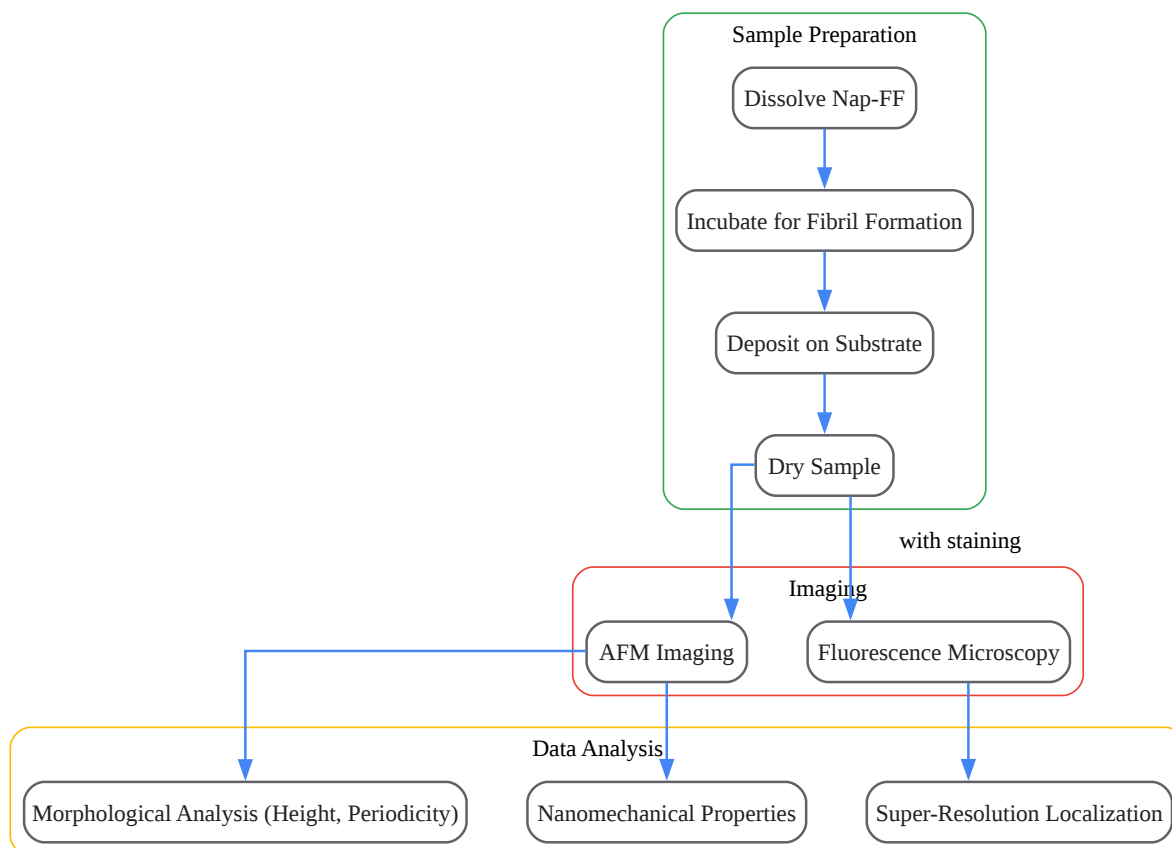 Sample Preparation
Dissolve Nap-FF
Incubate for Fibril Formation
Deposit on Substrate
Dry Sample
with staining
Imaging
AFM Imaging
Fluorescence Microscopy
Data Analysis
Morphological Analysis (Height, Periodicity)
Nanomechanical Properties
Super-Resolution Localization